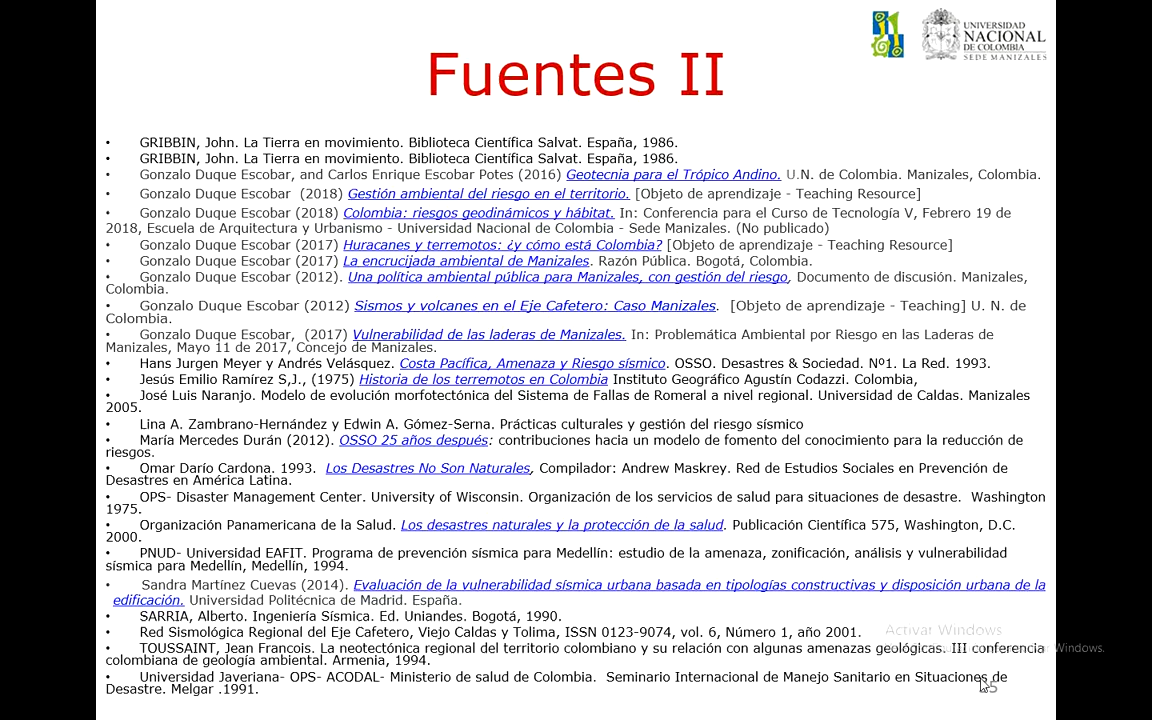 UNIVERSIDAD
NACIONAL
DE COLOMBIA
SEDE MANIZALES
Fuentes II
• GRIBBIN, John. La Tierra en movimiento. Biblioteca Científica Salvat. España, 1986.
• GRIBBIN, John. La Tierra en movimiento. Biblioteca Científica Salvat. España, 1986.
• Gonzalo Duque Escobar, and Carlos Enrique Escobar Potes (2016) Geotecnia para el Trópico Andino. U.N. de Colombia. Manizales, Colombia.
• Gonzalo Duque Escobar (2018) Gestión ambiental del riesgo en el territorio. [Objeto de aprendizaje - Teaching Resource]
• Gonzalo Duque Escobar (2018) Colombia: riesgos geodinámicos y hábitat. In: Conferencia para el Curso de Tecnología V, Febrero 19 de
2018, Escuela de Arquitectura y Urbanismo - Universidad Nacional de Colombia - Sede Manizales. (No publicado)
• Gonzalo Duque Escobar (2017) Huracanes y terremotos: ¿y cómo está Colombia? [Objeto de aprendizaje - Teaching Resource]
• Gonzalo Duque Escobar (2017) La encrucijada ambiental de Manizales. Razón Pública. Bogotá, Colombia.
• Gonzalo Duque Escobar (2012). Una política ambiental pública para Manizales, con gestión del riesgo, Documento de discusión. Manizales,
Colombia.
• Gonzalo Duque Escobar (2012) Sismos y volcanes en el Eje Cafetero: Caso Manizales. [Objeto de aprendizaje - Teaching] U. N. de
Colombia.
• Gonzalo Duque Escobar, (2017) Vulnerabilidad de las laderas de Manizales. In: Problemática Ambiental por Riesgo en las Laderas de
Manizales, Mayo 11 de 2017, Concejo de Manizales.
• Hans Jurgen Meyer y Andrés Velásquez. Costa Pacífica, Amenaza y Riesgo sísmico. OSSO. Desastres & Sociedad. Nº1. La Red. 1993.
• Jesús Emilio Ramírez S,J., (1975) Historia de los terremotos en Colombia Instituto Geográfico Agustín Codazzi. Colombia,
• José Luis Naranjo. Modelo de evolución morfotectónica del Sistema de Fallas de Romeral a nivel regional. Universidad de Caldas. Manizales
2005.
• Lina A. Zambrano-Hernández y Edwin A. Gómez-Serna. Prácticas culturales y gestión del riesgo sísmico
• María Mercedes Durán (2012). OSSO 25 años después: contribuciones hacia un modelo de fomento del conocimiento para la reducción de
riesgos.
• Omar Darío Cardona. 1993. Los Desastres No Son Naturales, Compilador: Andrew Maskrey. Red de Estudios Sociales en Prevención de
Desastres en América Latina.
• OPS- Disaster Management Center. University of Wisconsin. Organización de los servicios de salud para situaciones de desastre. Washington
1975.
• Organización Panamericana de la Salud. Los desastres naturales y la protección de la salud. Publicación Científica 575, Washington, D.C.
2000.
• PNUD- Universidad EAFIT. Programa de prevención sísmica para Medellín: estudio de la amenaza, zonificación, análisis y vulnerabilidad
sísmica para Medellín, Medellín, 1994.
• Sandra Martínez Cuevas (2014). Evaluación de la vulnerabilidad sísmica urbana basada en tipologías constructivas y disposición urbana de la
edificación. Universidad Politécnica de Madrid. España.
• SARRIA, Alberto. Ingeniería Sísmica. Ed. Uniandes. Bogotá, 1990.
• Red Sismológica Regional del Eje Cafetero, Viejo Caldas y Tolima, ISSN 0123-9074, vol. 6, Número 1, año 2001.
Activar Windows
• TOUSSAINT, Jean Francois. La neotectónica regional del territorio colombiano y su relación con algunas amenazas geológicas. III conferencia
Windows.
colombiana de geología ambiental. Armenia, 1994.
• Universidad Javeriana- OPS- ACODAL- Ministerio de salud de Colombia. Seminario Internacional de Manejo Sanitario en Situaciones de
Desastre. Melgar .1991.